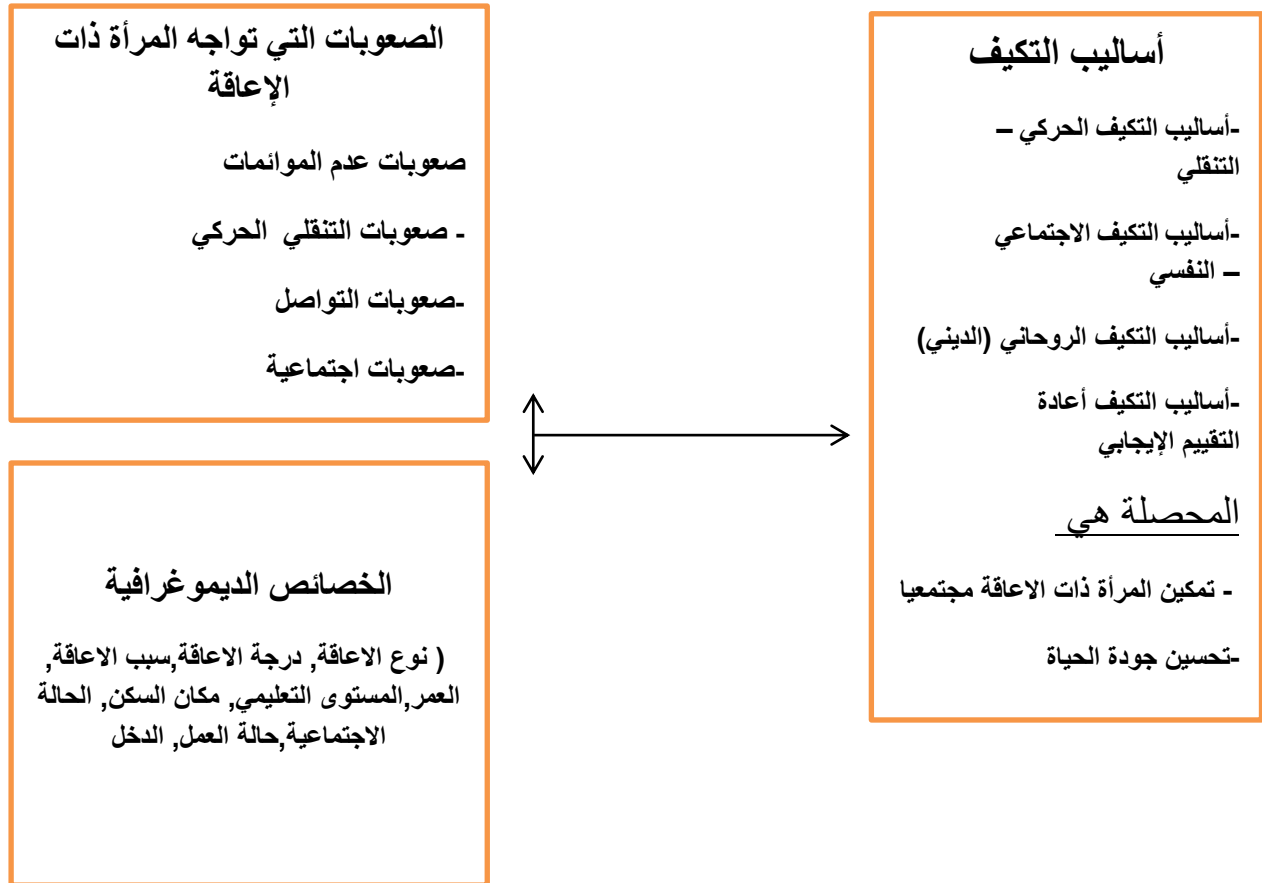 الصعوبات التي تواجه المرأة ذات
الإعاقة
صعوبات عدم الموائمات
- صعوبات التنقلي الحركي
-صعوبات التواصل
-صعوبات اجتماعية
الخصائص الديموغرافية
( نوع الاعاقة, درجة الاعاقة,سبب الاعاقة,
العمر,المستوى التعليمي, مكان السكن, الحالة
الاجتماعية,حالة العمل, الدخل
أساليب التكيف
-أساليب التكيف الحركي –
التنقلي
-أساليب التكيف الاجتماعي
– النفسي
-أساليب التكيف الروحاني (الديني)
-أساليب التكيف أعادة
التقييم الإيجابي
المحصلة هي
- تمكين المرأة ذات الاعاقة مجتمعيا
-تحسين جودة الحياة